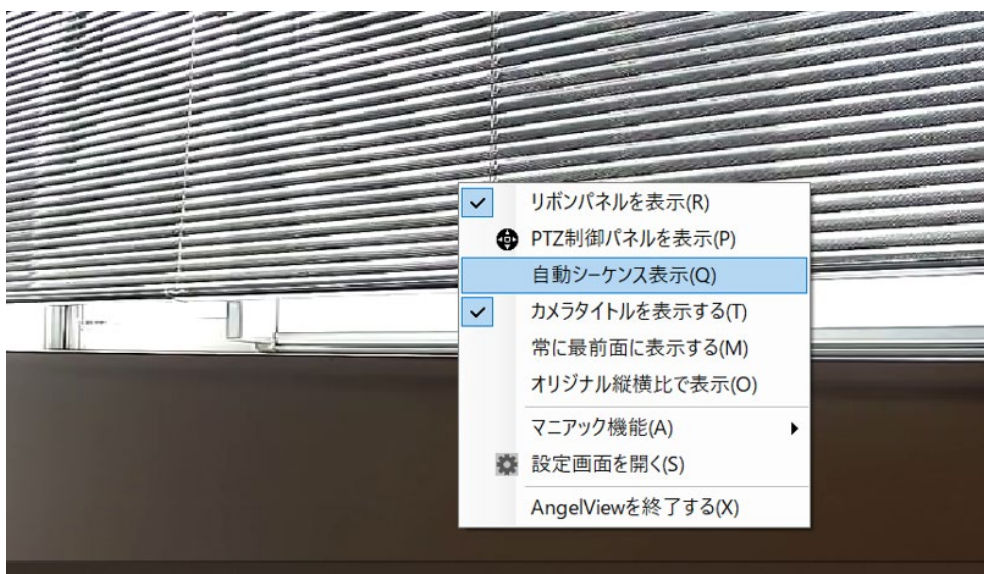 リボンパネルを表示(R)
PTZ制御パネルを表示(P)
自動シーケンス表示(Q)
カメラタイトルを表示する(T)
常に最前面に表示する(M)
オリジナル縦横比で表示(O)
マニアック機能(A)
設定画面を開く(S)
AngelViewを終了する(X)